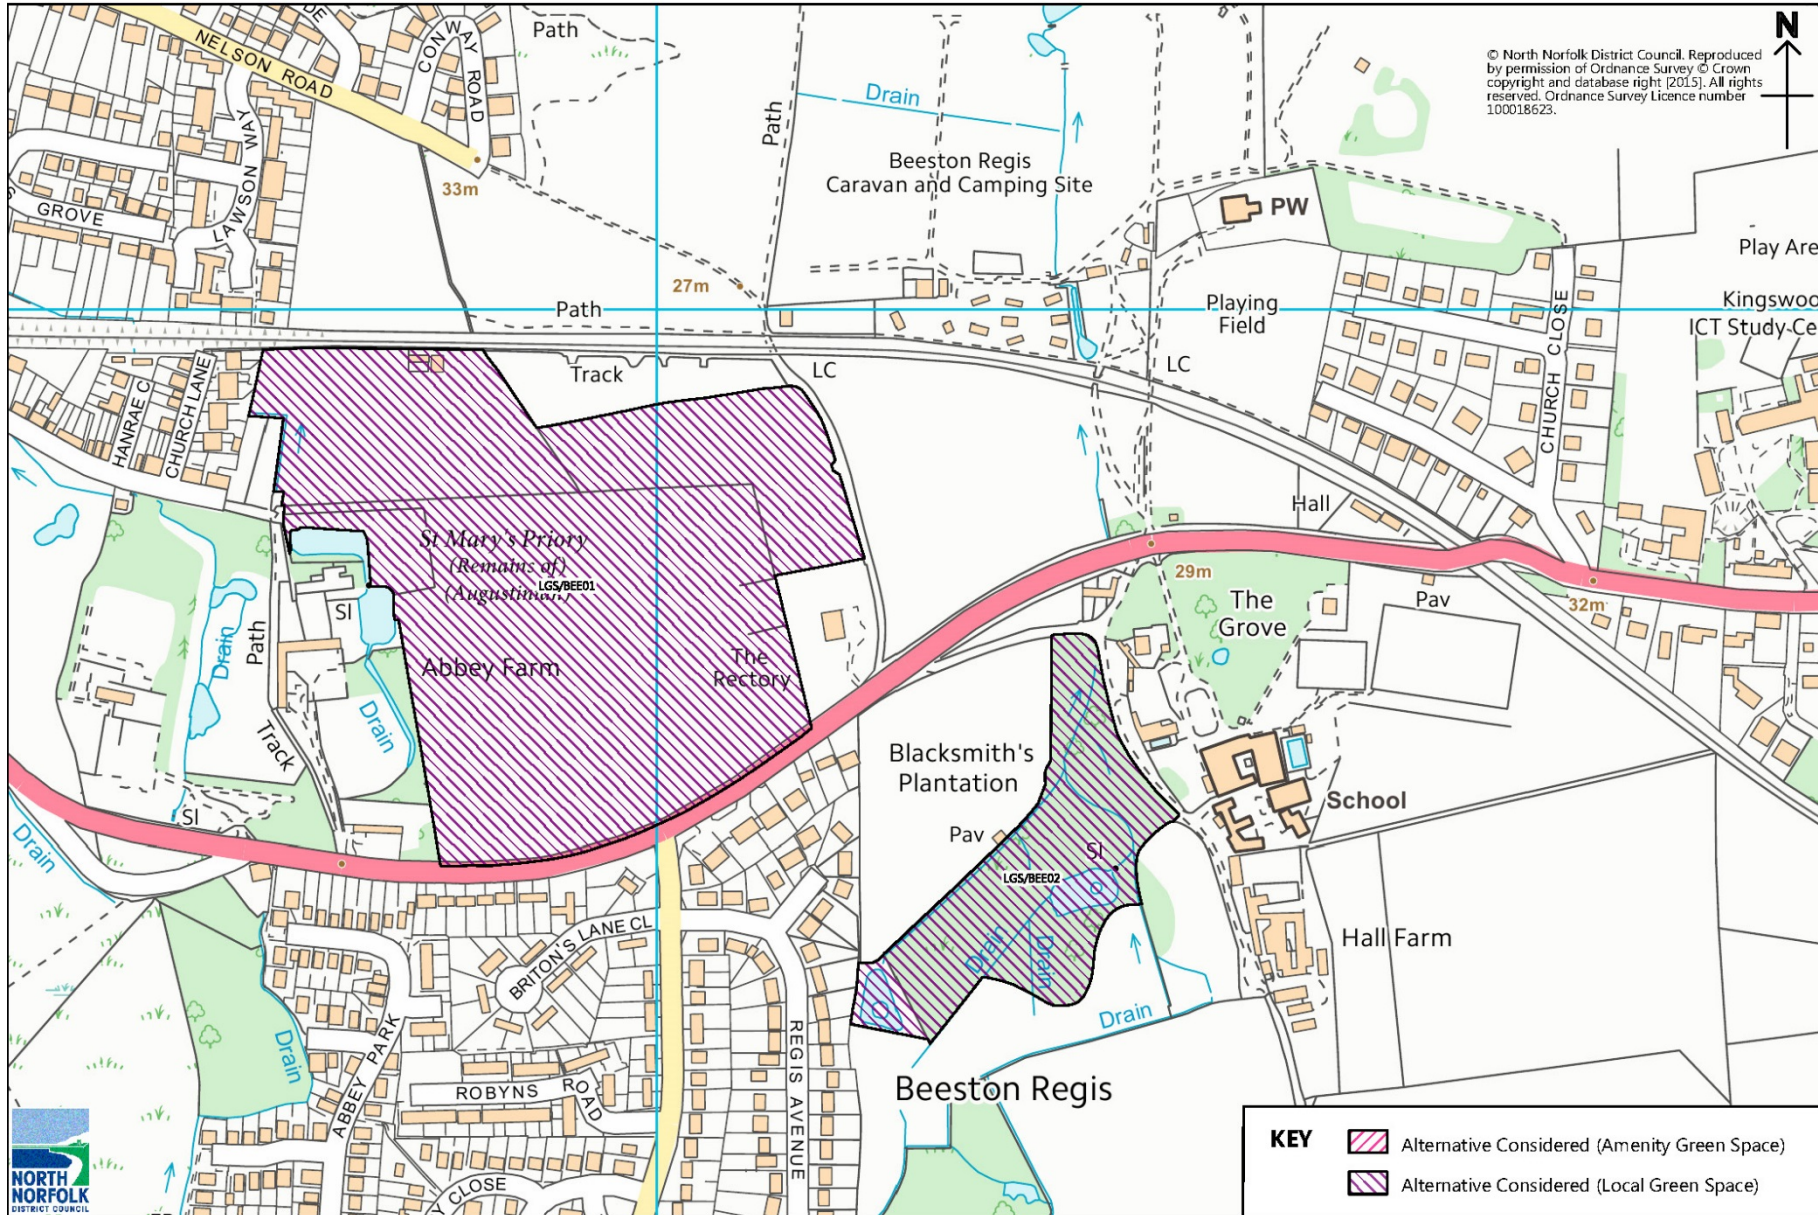 NELSON ROAD
CONWAY ROAD
Path
N
© North Norfolk District Council. Reproduced
by permission of Ordnance Survey © Crown
copyright and database right [2015]. All rights
reserved. Ordnance Survey Licence number
100018623.
LAWSON WAY
GROVE
33m
Path
Drain
Beeston Regis
Caravan and Camping Site
PW
Play Are
27m
Path
Playing
Field
Kingswoo
ICT Study Ce
CHURCH CLOSE
HANRAE C
CHURCH LANE
Track
LC
LC
Hall
St Mary's Priory
(Remains of)
(Augustinian)
LGS/BEE01
SI
Path
Drain
Abbey Farm
The
Rectory
29m
The
Grove
Pav
32m
Track
Drain
Blacksmith's
Plantation
School
SI
Drain
Pav
SI
LGS/BEE02
Drain
Drain
Hall Farm
BRITON'S LANE CL
Drain
Drain
ABBEY PARK
ROBYNS ROAD
REGIS AVENUE
Beeston Regis
Y CLOSE
KEY
Alternative Considered (Amenity Green Space)
Alternative Considered (Local Green Space)
NORTH
NORFOLK
DISTRICT COUNCIL